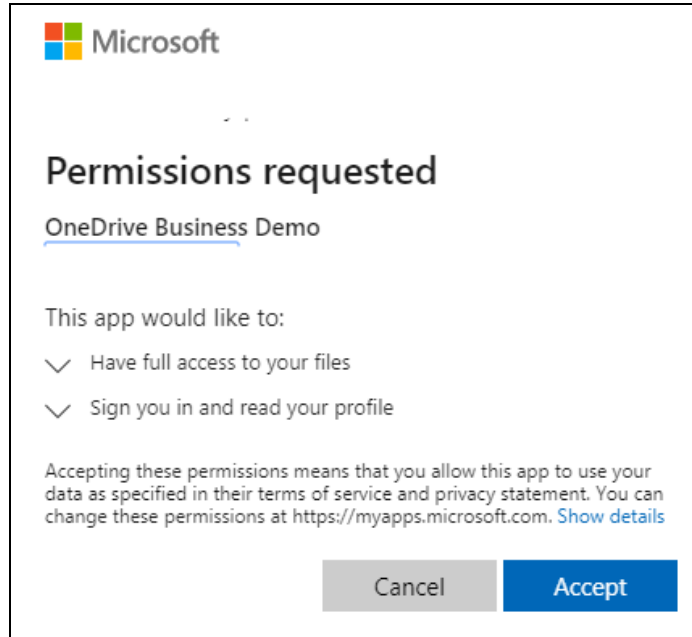 Microsoft
Permissions requested
OneDrive Business Demo
This app would like to:
Have full access to your files
Sign you in and read your profile
Accepting these permissions means that you allow this app to use your
data as specified in their terms of service and privacy statement. You can
change these permissions at https://myapps.microsoft.com. Show details
Cancel
Accept